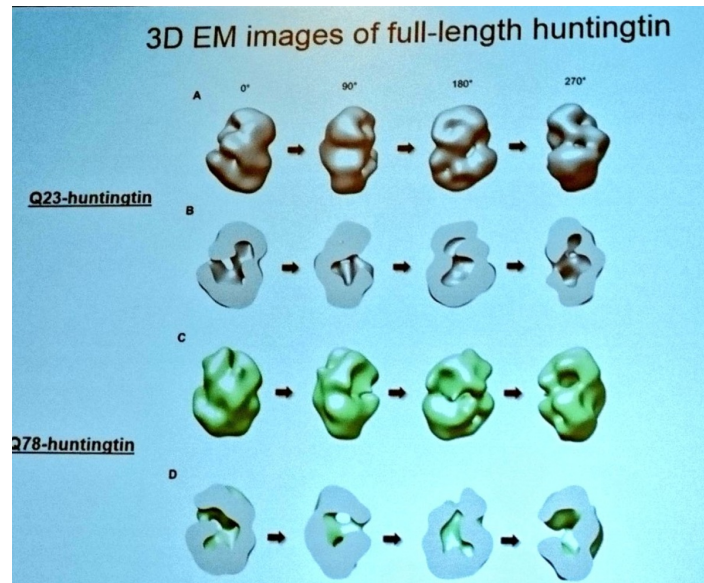 3D EM images of full-length huntingtin
A
0°
90°
180°
270°
Q23-huntingtin
B
C
Q78-huntingtin
D